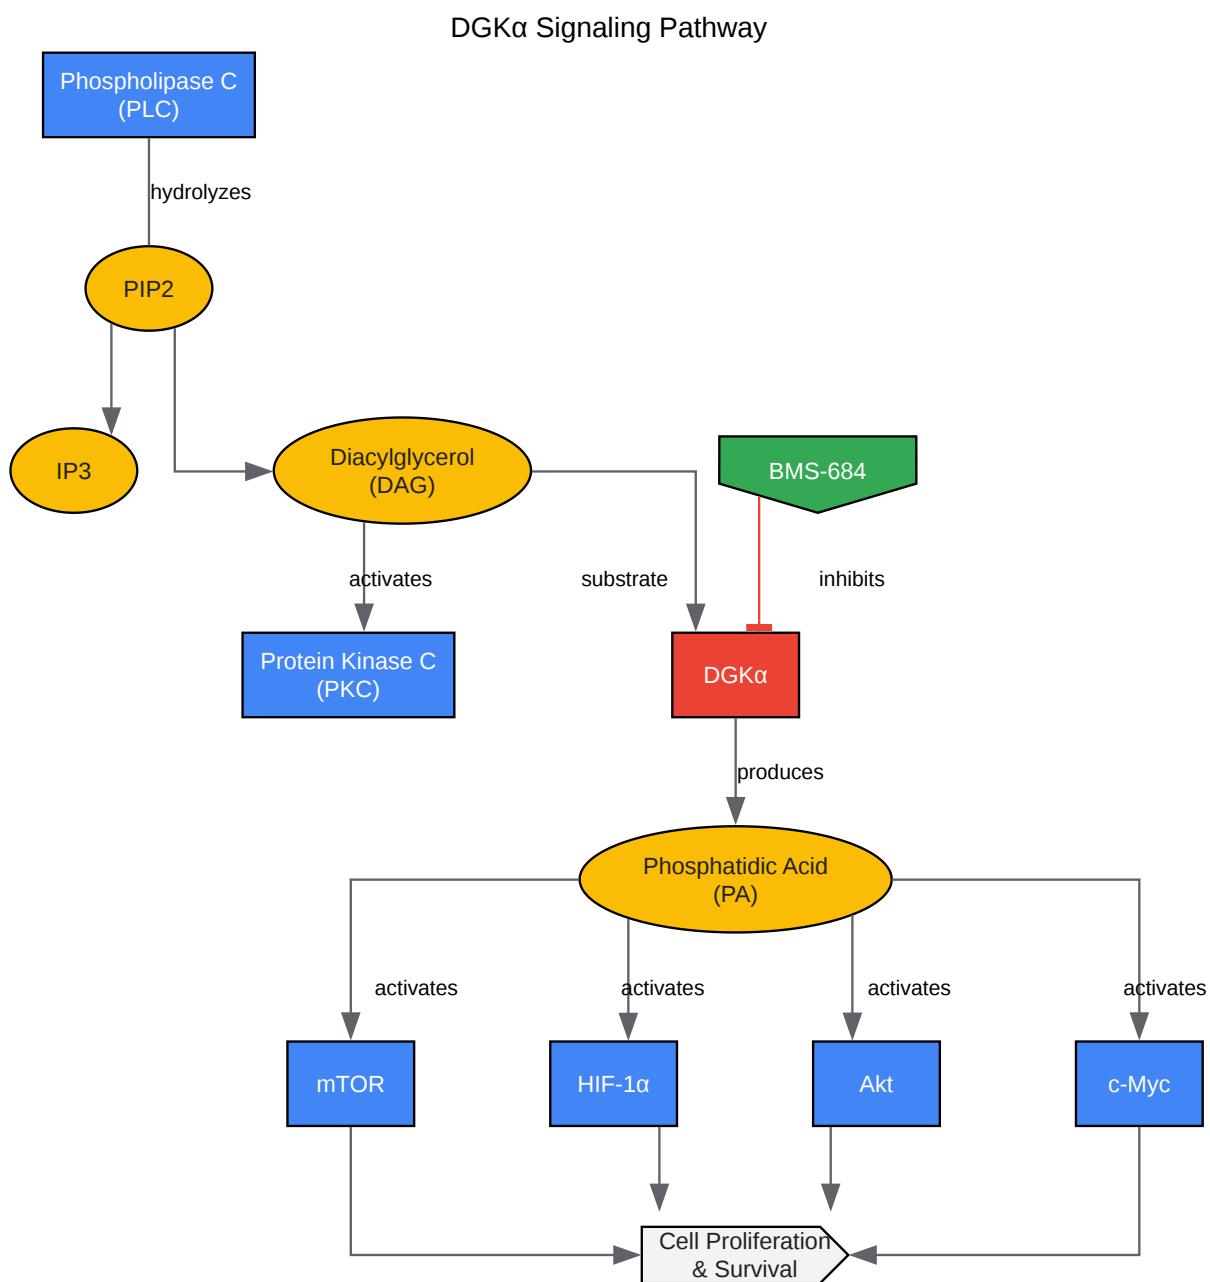 DGKα Signaling Pathway
Phospholipase C
(PLC)
hydrolyzes
PIP2
IP3
Diacylglycerol
(DAG)
BMS-684
activates
substrate
inhibits
Protein Kinase C
(PKC)
DGKα
produces
Phosphatidic Acid
(PA)
activates
activates
activates
activates
mTOR
HIF-1α
Akt
c-Myc
Cell Proliferation
& Survival